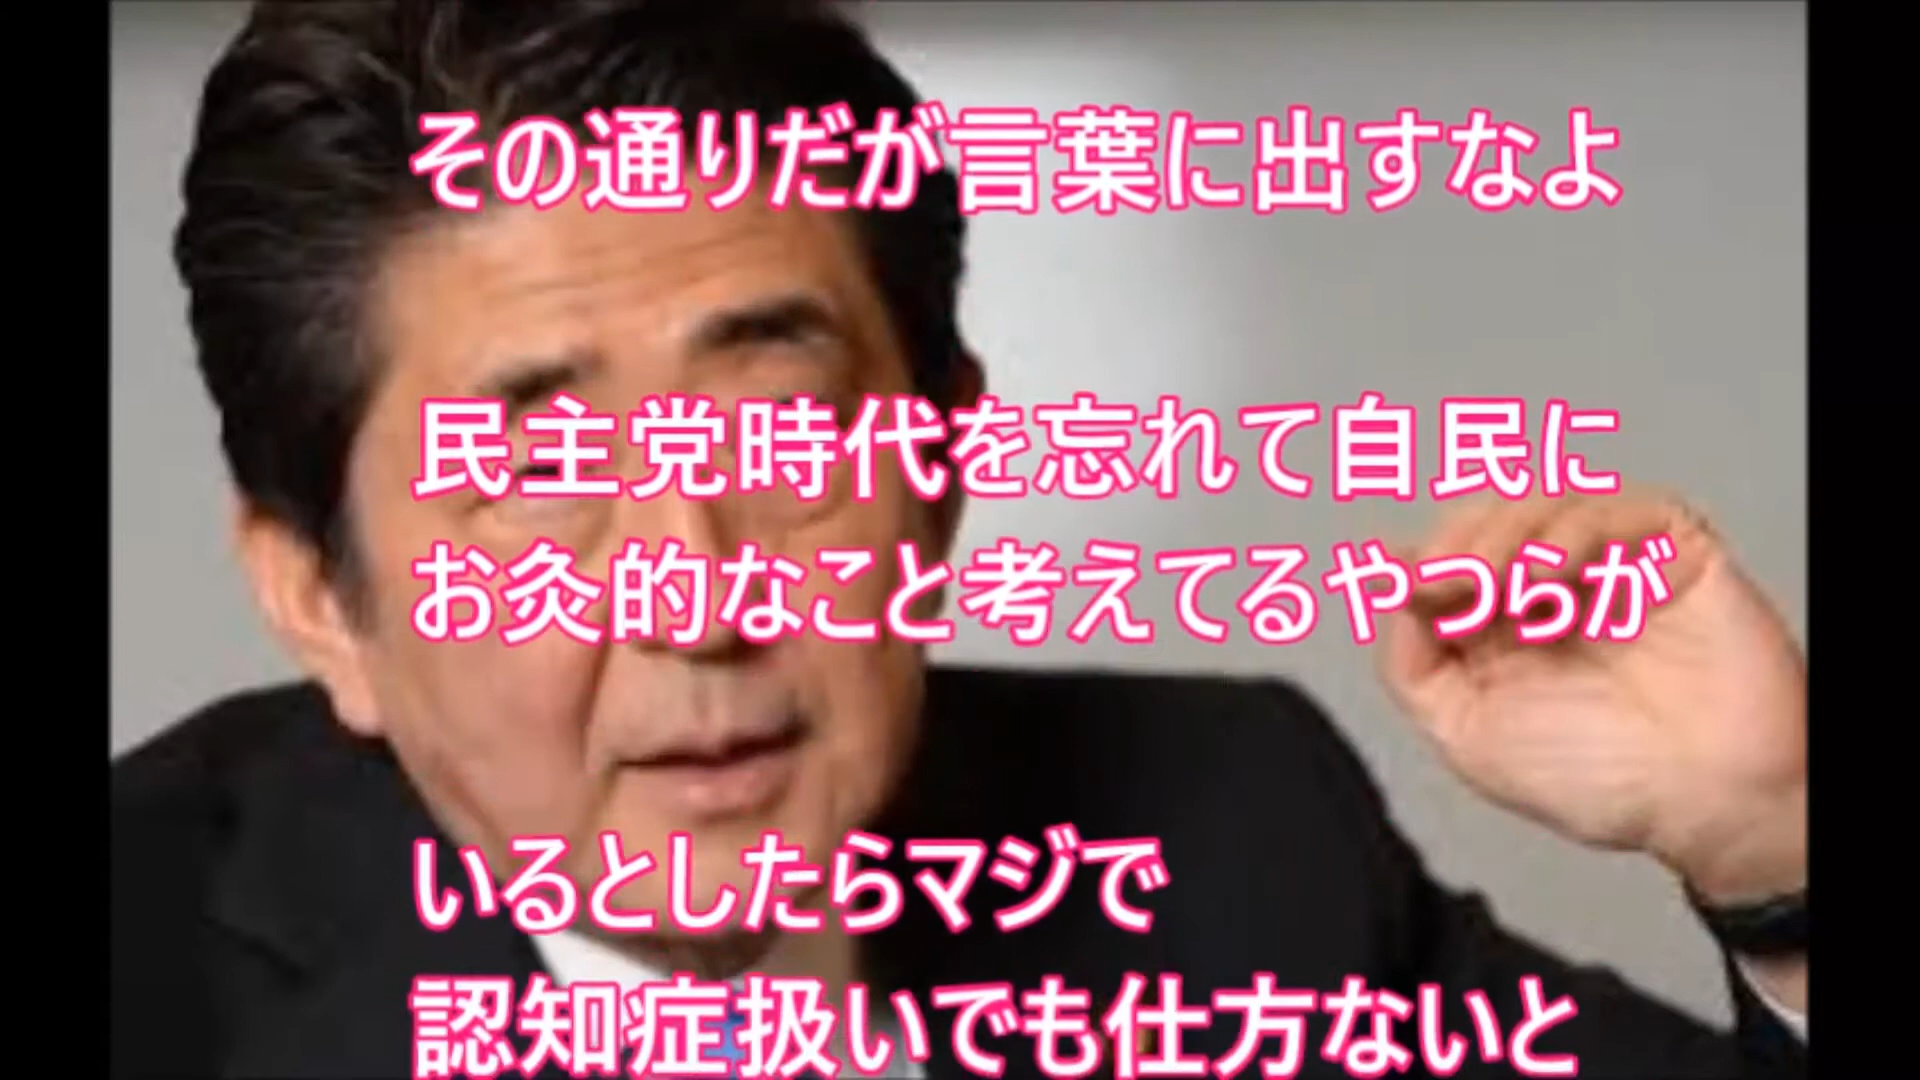 その通りだが言葉に出すなよ
民主党時代を忘れて自民に
お灸的なこと考えてるやつらが
いるとしたらマジで
認知症扱いでも仕方ないと